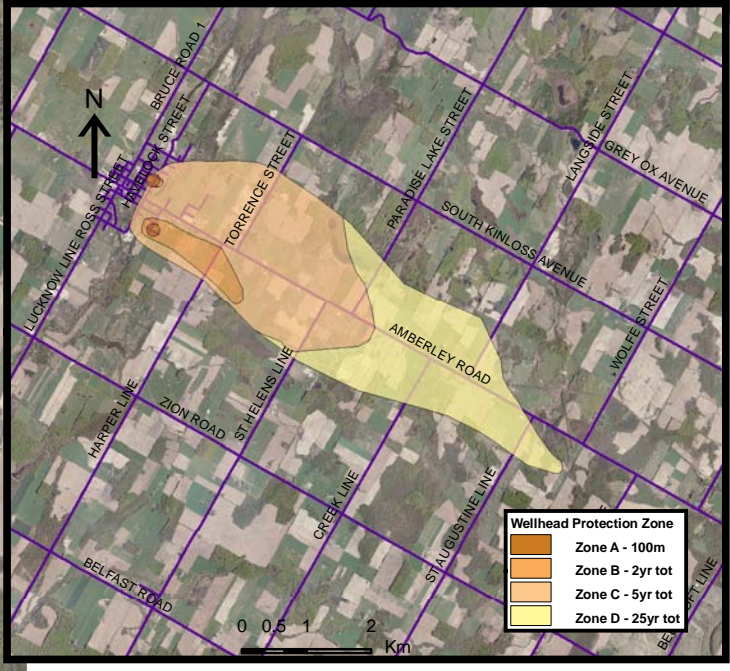 N
BRUCE ROAD 1
HAVELOCK STREET
LUCKNOW LINE ROSS STREET
TORRENCE STREET
PARADISE LAKE STREET
LANGSIDE STREET
GREY OX AVENUE
SOUTH KINLOSS AVENUE
WOLFE STREET
AMBERLEY ROAD
ST HELENS LINE
HARPER LINE
ZION ROAD
CREEK LINE
ST AUGUSTINE LINE
BELFAST ROAD
Wellhead Protection Zone
Zone A - 100m
Zone B - 2yr tot
Zone C - 5yr tot
Zone D - 25yr tot
LINE
0 0.5 1 2
Km